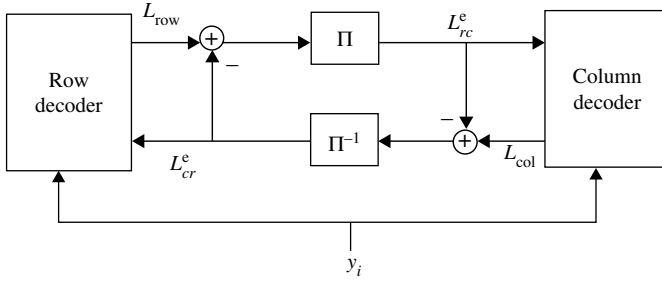 L_row
Π
L^e_rc
Row
decoder
Column
decoder
−
−
Π⁻¹
L^e_cr
L_col
y_i